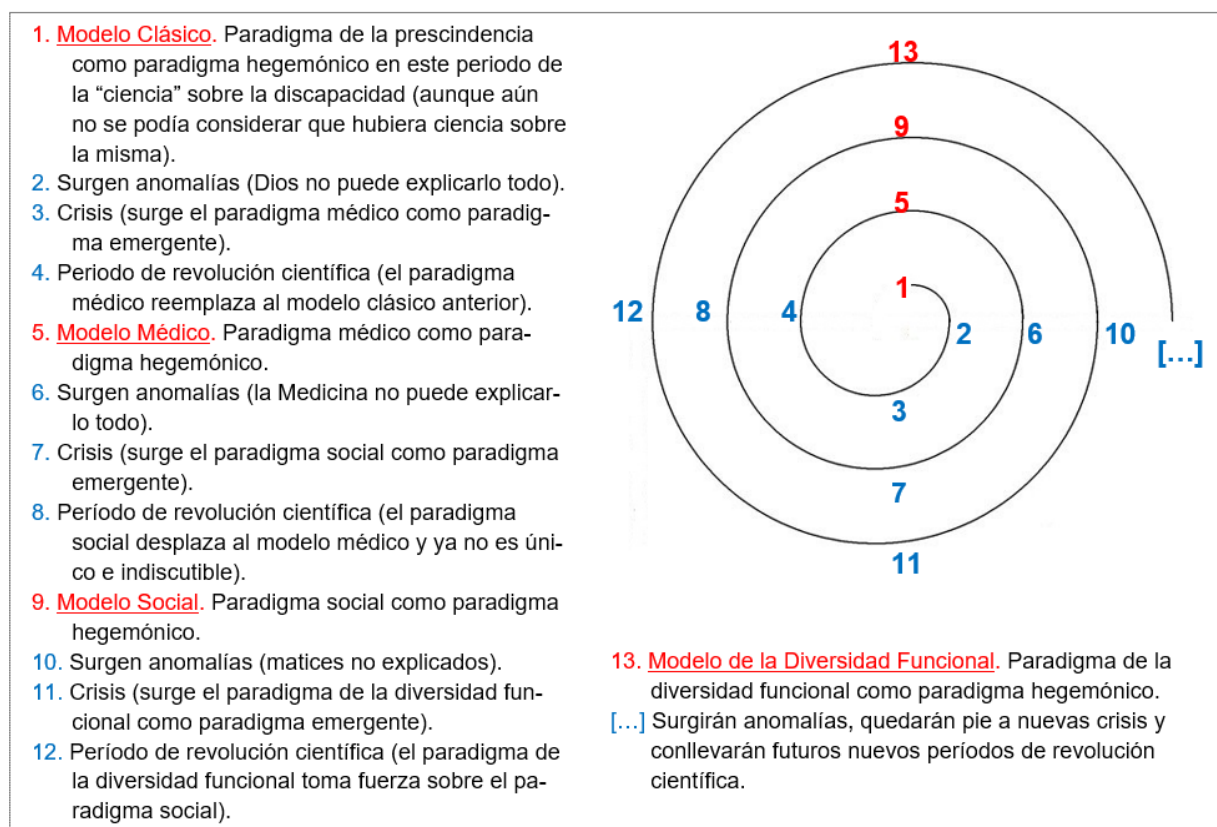 1. Modelo Clásico. Paradigma de la prescindencia
como paradigma hegemónico en este periodo de
la “ciencia” sobre la discapacidad (aunque aún
no se podía considerar que hubiera ciencia sobre
la misma).
2. Surgen anomalías (Dios no puede explicarlo todo).
3. Crisis (surge el paradigma médico como paradig-
ma emergente).
4. Periodo de revolución científica (el paradigma
médico reemplaza al modelo clásico anterior).
5. Modelo Médico. Paradigma médico como para-
digma hegemónico.
6. Surgen anomalías (la Medicina no puede explicar-
lo todo).
7. Crisis (surge el paradigma social como paradigma
emergente).
8. Período de revolución científica (el paradigma
social desplaza al modelo médico y ya no es úni-
co e indiscutible).
9. Modelo Social. Paradigma social como paradigma
hegemónico.
10. Surgen anomalías (matices no explicados).
11. Crisis (surge el paradigma de la diversidad fun-
cional como paradigma emergente).
12. Período de revolución científica (el paradigma de
la diversidad funcional toma fuerza sobre el pa-
radigma social).
13
9
5
1
12 8 4 2 6 10 […]
3
7
11
13. Modelo de la Diversidad Funcional. Paradigma de la
diversidad funcional como paradigma hegemónico.
[…] Surgirán anomalías, quedarán pie a nuevas crisis y
conllevarán futuros nuevos períodos de revolución
científica.